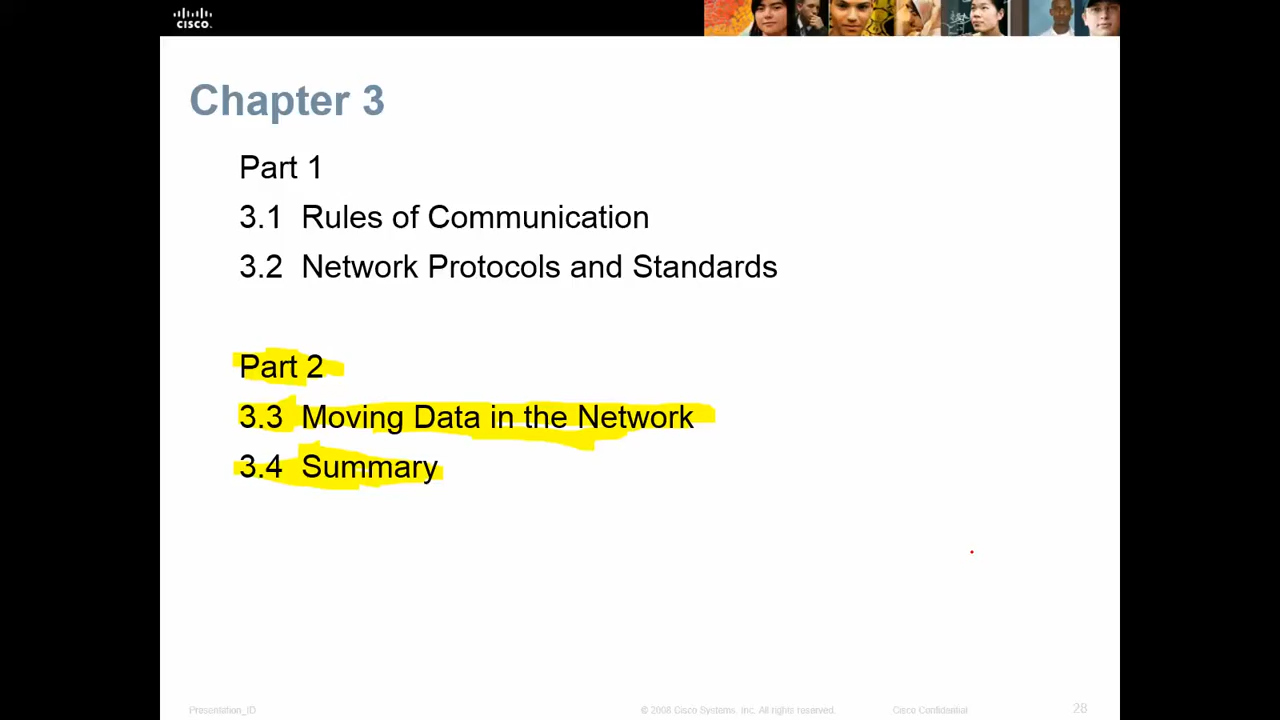 CISCO.
Chapter 3
Part 1
3.1 Rules of Communication
3.2 Network Protocols and Standards
Part 2
3.3 Moving Data in the Network
3.4 Summary
Presentation_ID
© 2008 Cisco Systems, Inc. All rights reserved.
Cisco Confidential
28